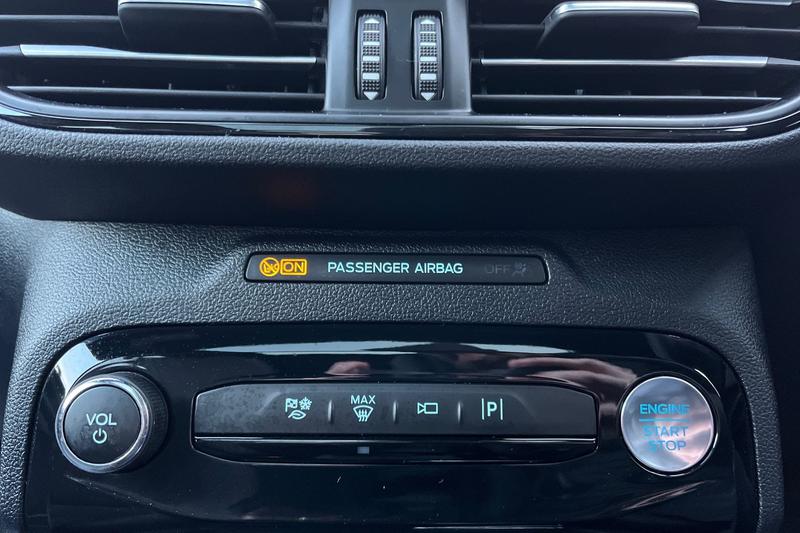 ON PASSENGER AIRBAG OFF
VOL
MAX
P
ENGINE
START
STOP